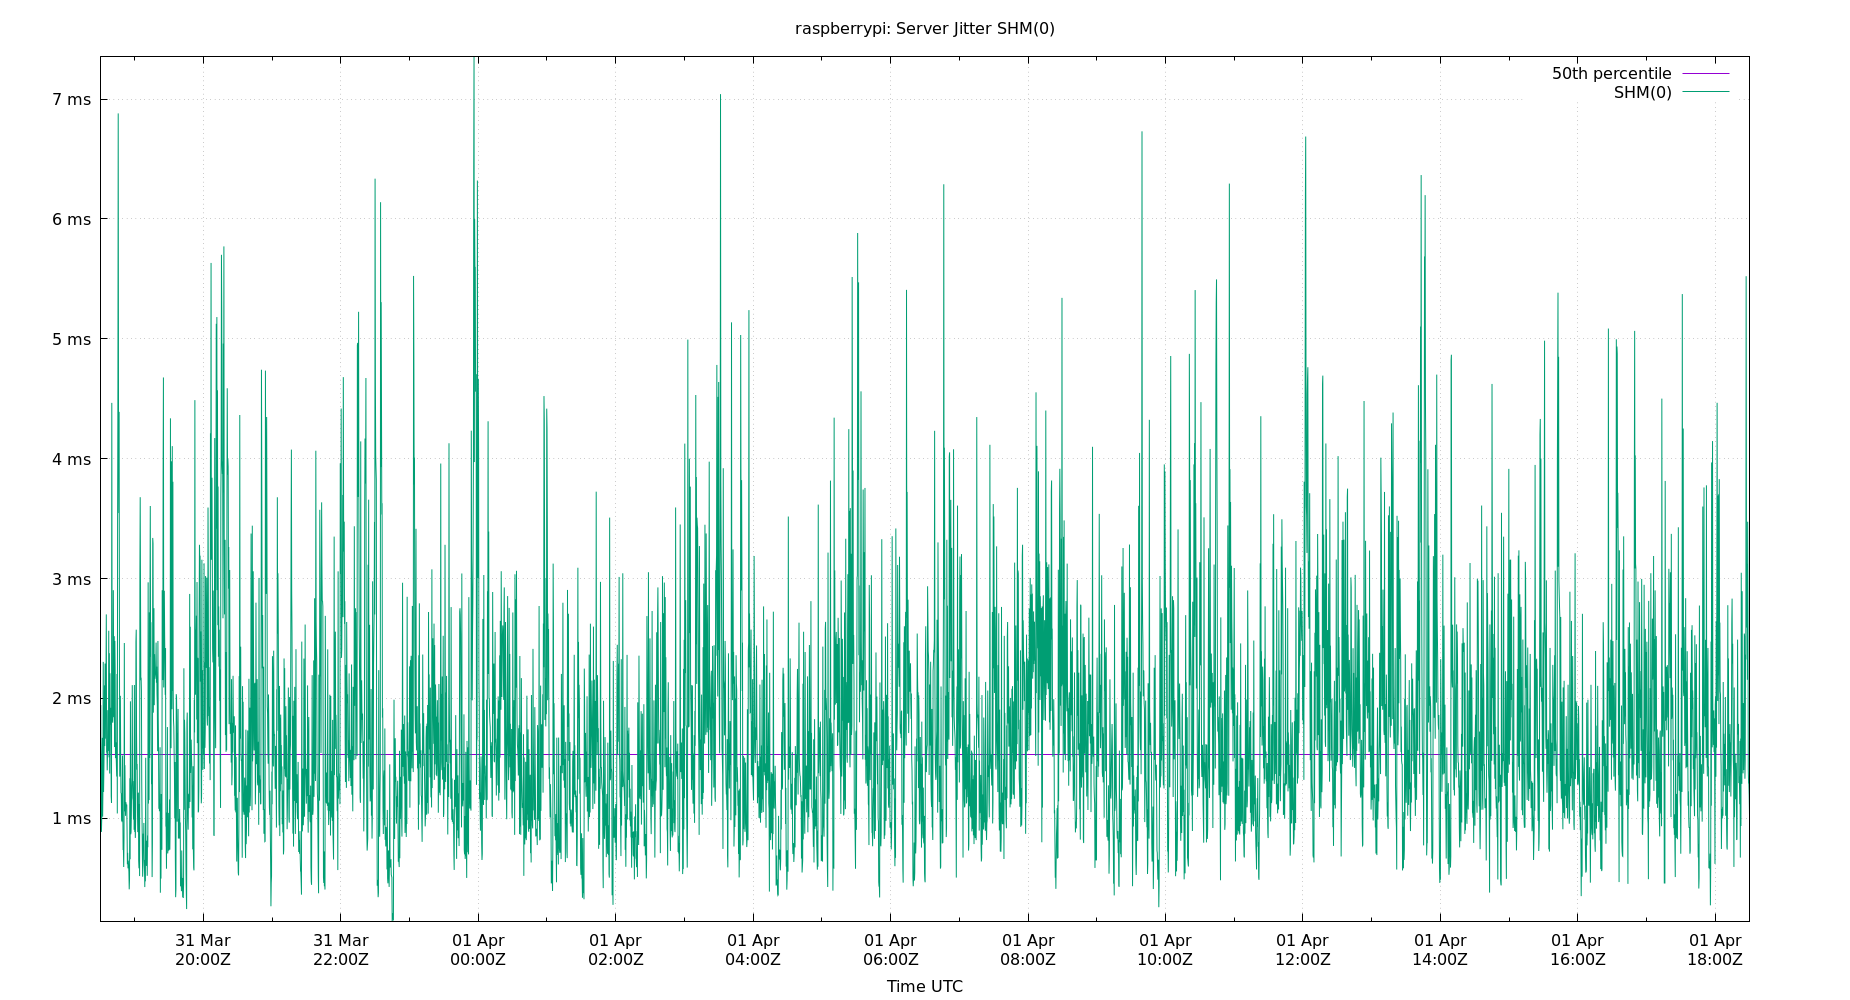 raspberrypi: Server Jitter SHM(0)
50th percentile
SHM(0)
7 ms
6 ms
5 ms
4 ms
3 ms
2 ms
1 ms
31 Mar 31 Mar 01 Apr 01 Apr 01 Apr 01 Apr 01 Apr 01 Apr 01 Apr 01 Apr 01 Apr 01 Apr
20:00Z 22:00Z 00:00Z 02:00Z 04:00Z 06:00Z 08:00Z 10:00Z 12:00Z 14:00Z 16:00Z 18:00Z
Time UTC